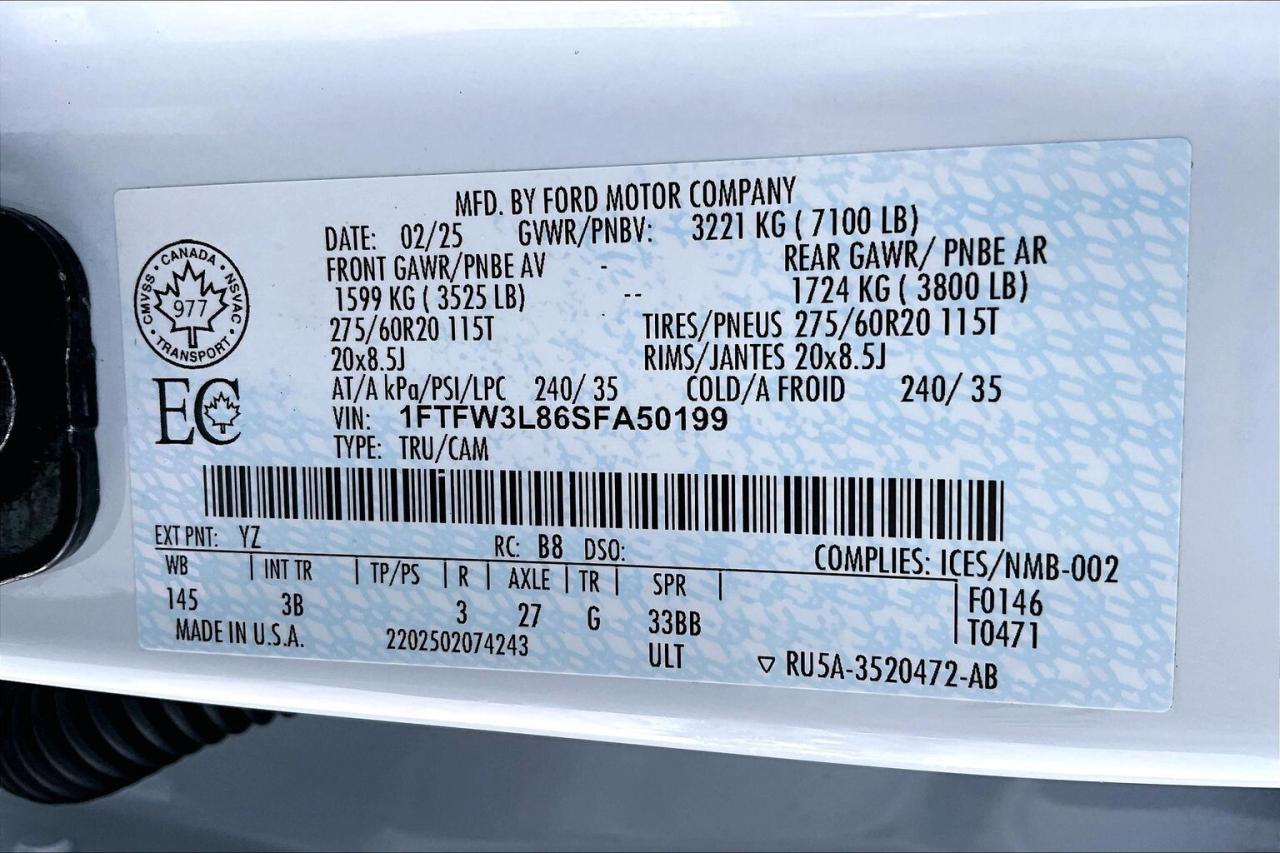 MFD. BY FORD MOTOR COMPANY
DATE: 02/25 GVWR/PNBV: 3221 KG ( 7100 LB)
FRONT GAWR/PNBE AV - REAR GAWR/ PNBE AR
1599 KG ( 3525 LB) -- 1724 KG ( 3800 LB)
275/60R20 115T TIRES/PNEUS 275/60R20 115T
20x8.5J RIMS/JANTES 20x8.5J
AT/A kPa/PSI/LPC 240/ 35 COLD/A FROID 240/ 35
VIN: 1FTFW3L86SFA50199
TYPE: TRU/CAM
CMVSS · CANADA · NSVAC · TRANSPORT ·
977
EC
EXT PNT: YZ RC: B8 DSO: COMPLIES: ICES/NMB-002
WB | INT TR | TP/PS | R | AXLE | TR | SPR | F0146
145 3B 3 27 G 33BB T0471
MADE IN U.S.A. 2202502074243 ULT ▽ RU5A-3520472-AB